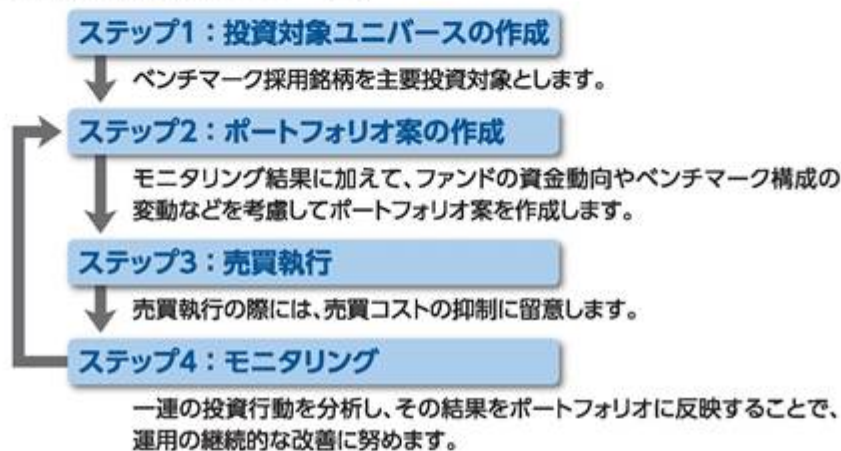 ステップ1：投資対象ユニバースの作成
ベンチマーク採用銘柄を主要投資対象とします。
ステップ2：ポートフォリオ案の作成
モニタリング結果に加えて、ファンドの資金動向やベンチマーク構成の
変動などを考慮してポートフォリオ案を作成します。
ステップ3：売買執行
売買執行の際には、売買コストの抑制に留意します。
ステップ4：モニタリング
一連の投資行動を分析し、その結果をポートフォリオに反映することで、
運用の継続的な改善に努めます。